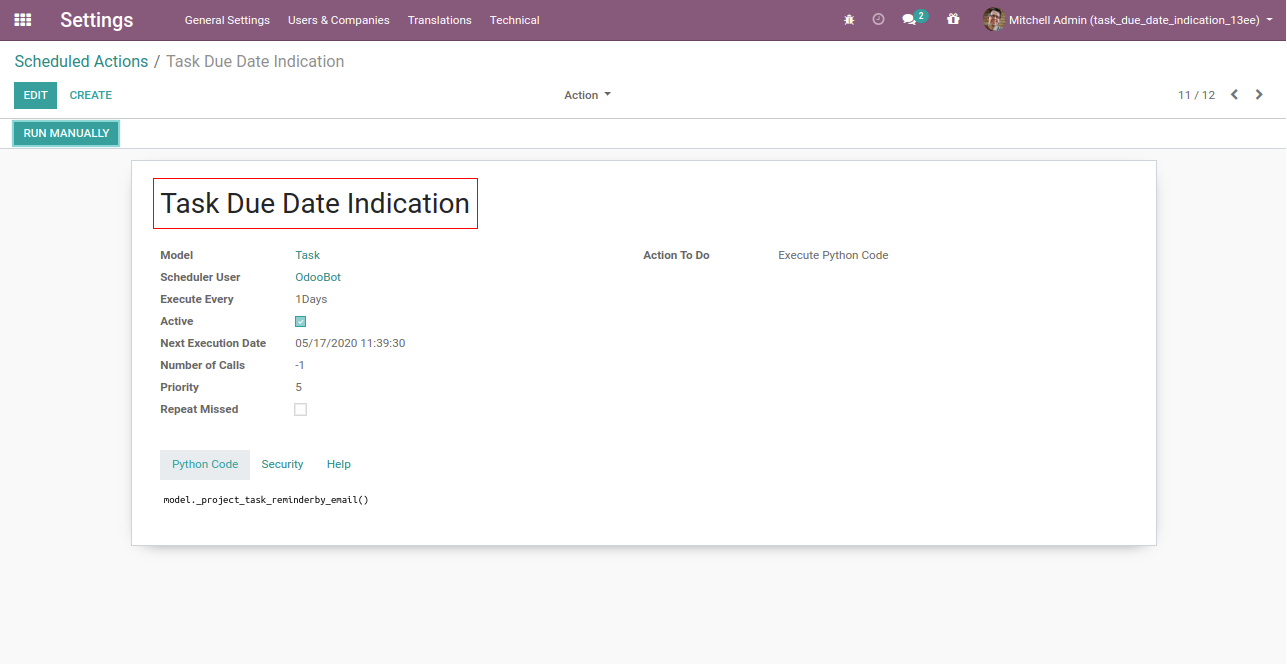 Settings General Settings Users & Companies Translations Technical 2 Mitchell Admin (task_due_date_indication_13ee)
Scheduled Actions / Task Due Date Indication
EDIT CREATE Action 11 / 12
RUN MANUALLY
Task Due Date Indication
Model Task Action To Do Execute Python Code
Scheduler User OdooBot
Execute Every 1Days
Active
Next Execution Date 05/17/2020 11:39:30
Number of Calls -1
Priority 5
Repeat Missed
Python Code Security Help
model._project_task_reminderby_email()